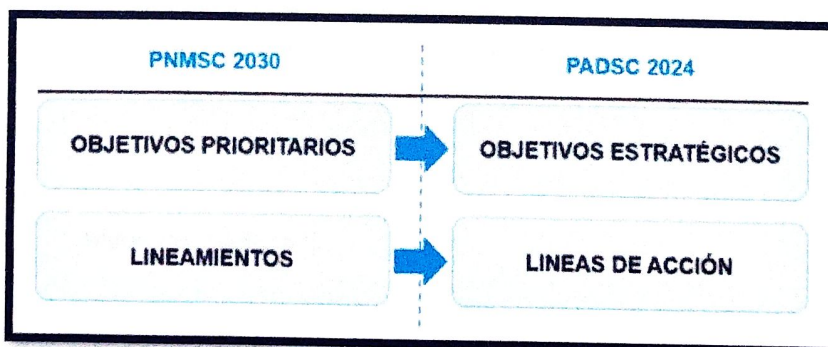 PNMSC 2030
PADSC 2024
OBJETIVOS PRIORITARIOS
OBJETIVOS ESTRATÉGICOS
LINEAMIENTOS
LINEAS DE ACCIÓN